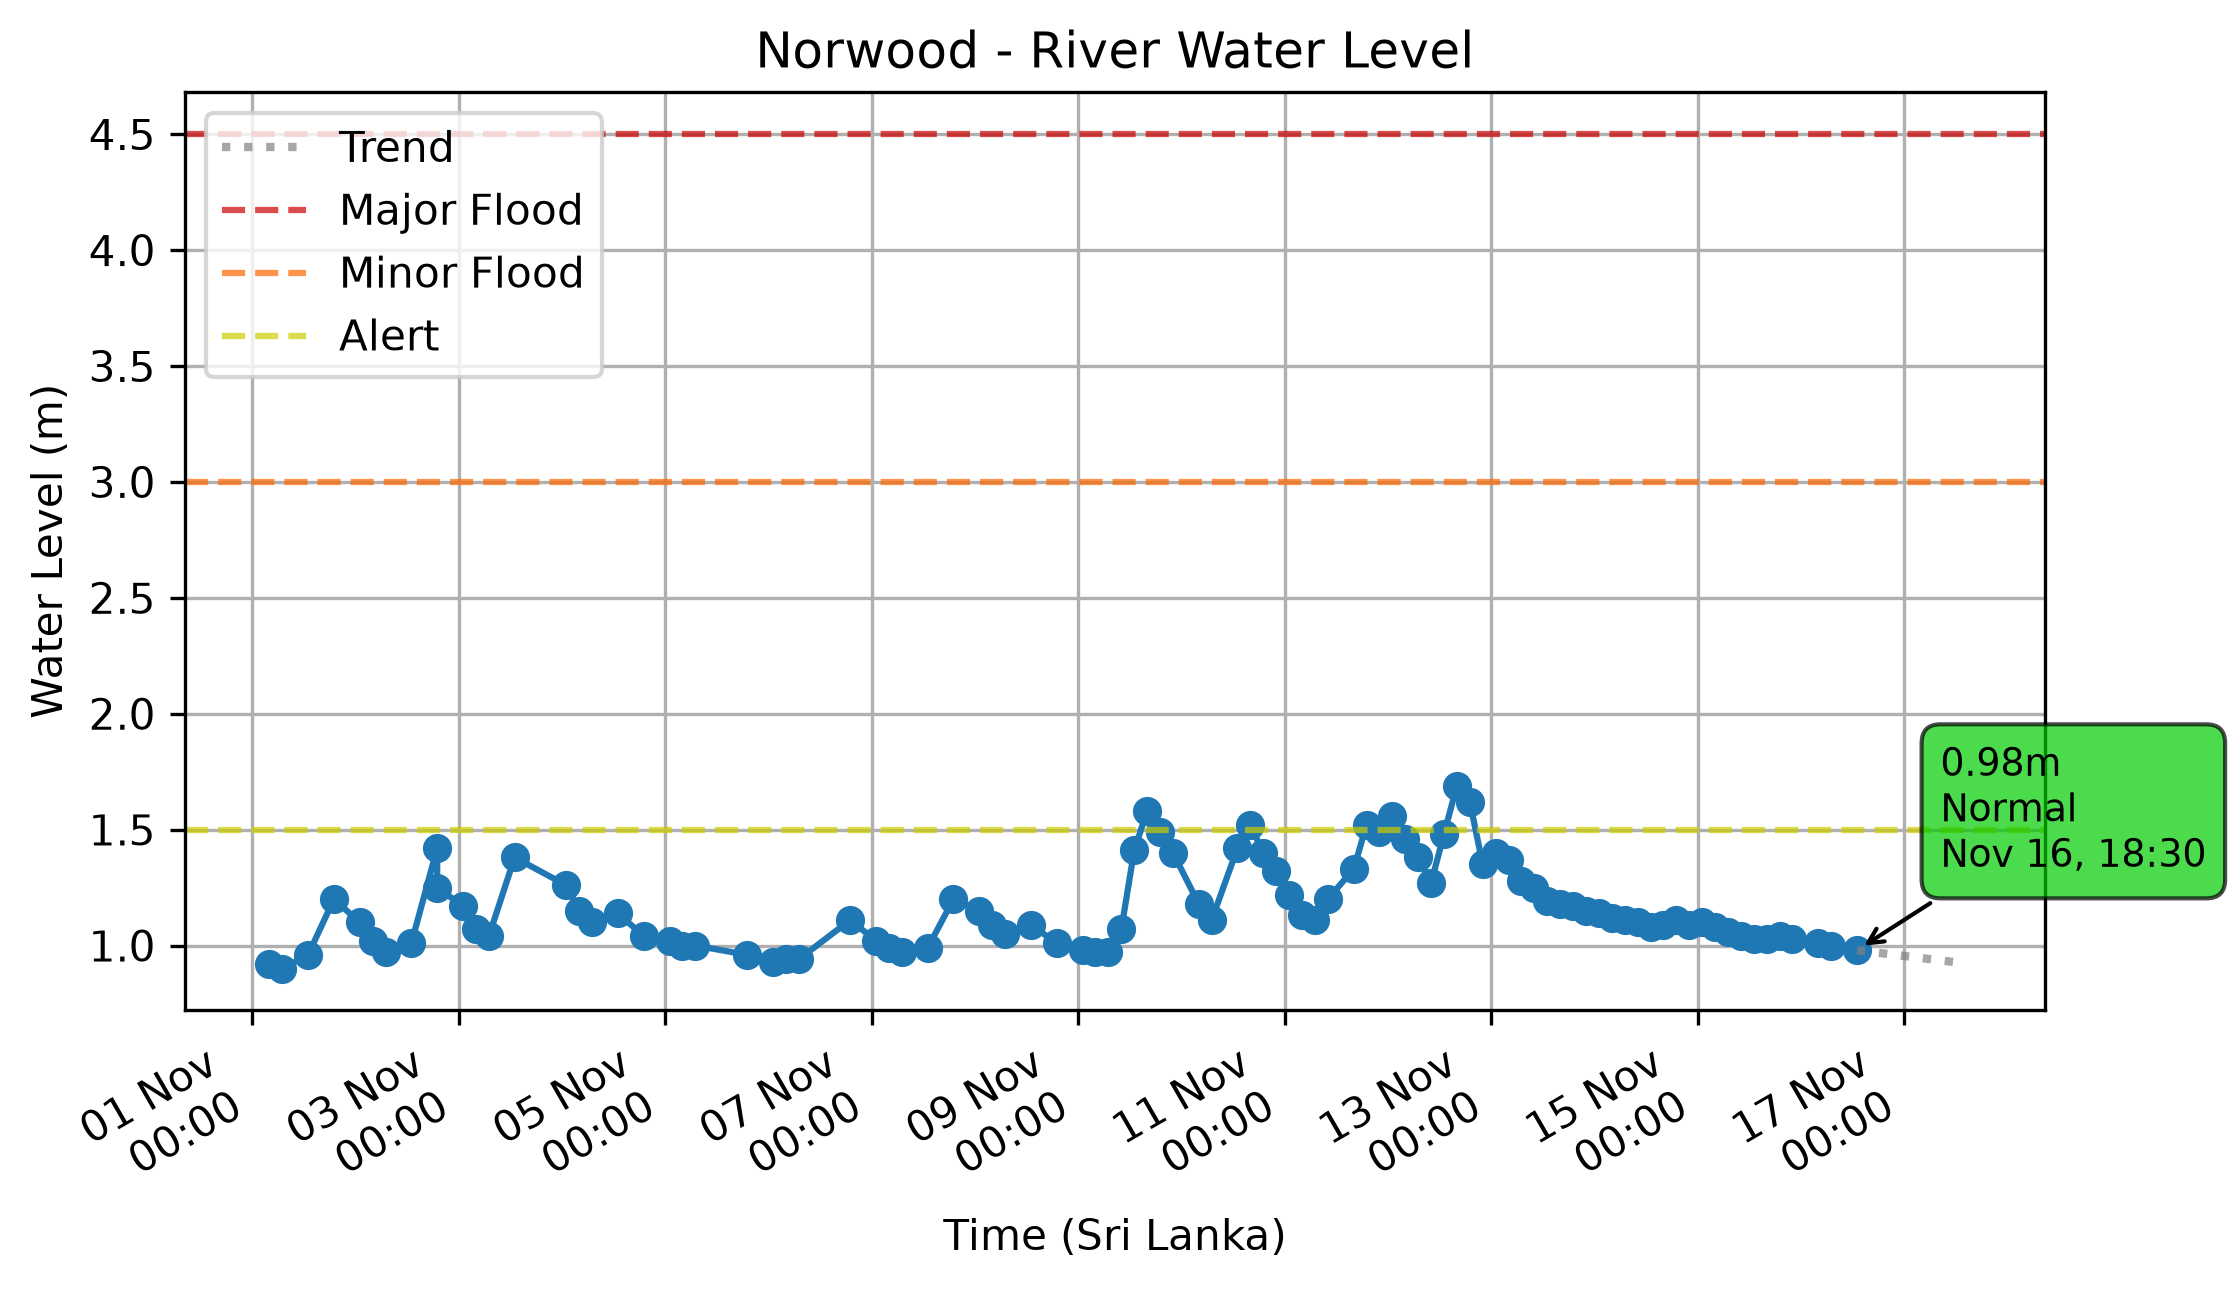 Norwood - River Water Level
4.5
4.0
3.5
3.0
2.5
2.0
1.5
1.0
Water Level (m)
Trend
Major Flood
Minor Flood
Alert
0.98m
Normal
Nov 16, 18:30
01 Nov
00:00
03 Nov
00:00
05 Nov
00:00
07 Nov
00:00
09 Nov
00:00
11 Nov
00:00
13 Nov
00:00
15 Nov
00:00
17 Nov
00:00
Time (Sri Lanka)